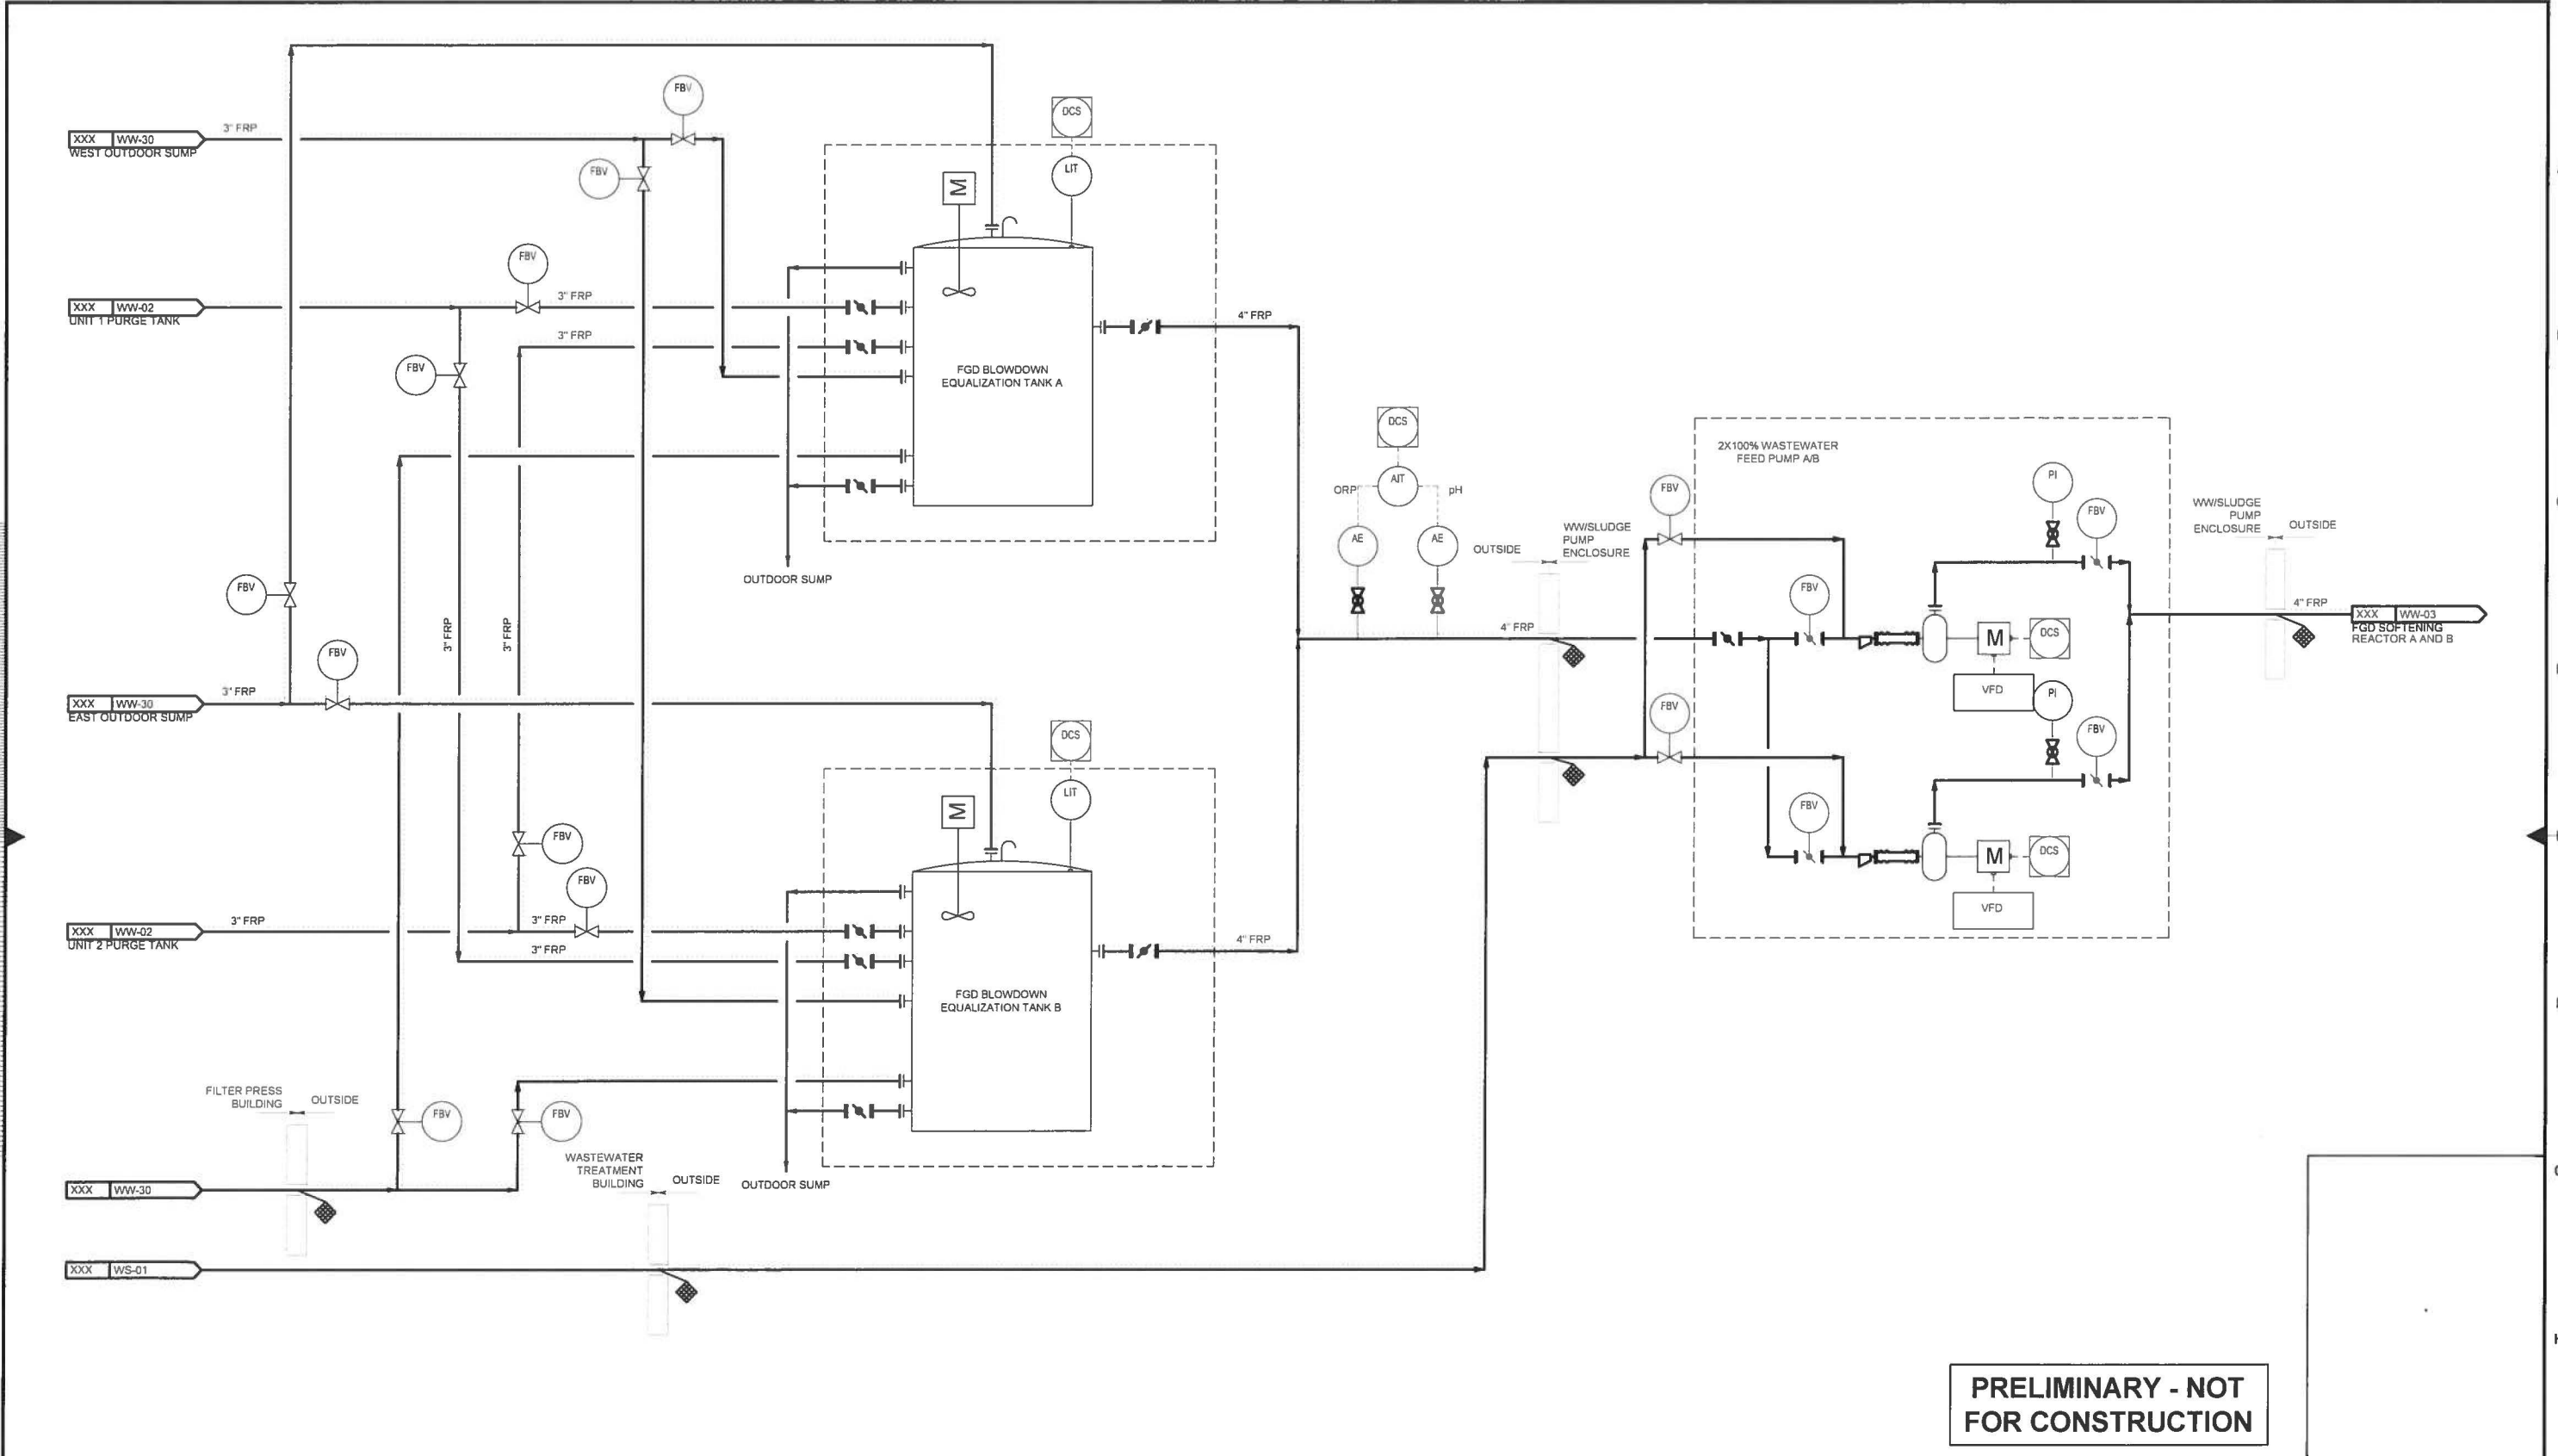 FBV
DCS
XXX WW-30
3" FRP
WEST OUTDOOR SUMP
FBV
LIT
M
FBV
XXX WW-02
UNIT 1 PURGE TANK
3" FRP
4" FRP
3" FRP
FBV
FGD BLOWDOWN
EQUALIZATION TANK A
DCS
2X100% WASTEWATER
FEED PUMP A/B
AIT
ORP
pH
FBV
PI
FBV
WW/SLUDGE
PUMP
ENCLOSURE
OUTSIDE
AE
AE
OUTSIDE
WW/SLUDGE
PUMP
ENCLOSURE
OUTDOOR SUMP
FBV
FBV
4" FRP
XXX WW-03
FGD SOFTENING
REACTOR A AND B
3" FRP
3" FRP
4" FRP
M
DCS
FBV
VFD
PI
XXX WW-30
3" FRP
EAST OUTDOOR SUMP
FBV
FBV
DCS
LIT
M
FBV
FBV
M
DCS
FBV
VFD
XXX WW-02
3" FRP
UNIT 2 PURGE TANK
3" FRP
3" FRP
4" FRP
FGD BLOWDOWN
EQUALIZATION TANK B
FILTER PRESS
BUILDING
OUTSIDE
FBV
FBV
WASTEWATER
TREATMENT
BUILDING
OUTSIDE
OUTDOOR SUMP
XXX WW-30
XXX WS-01
PRELIMINARY - NOT
FOR CONSTRUCTION